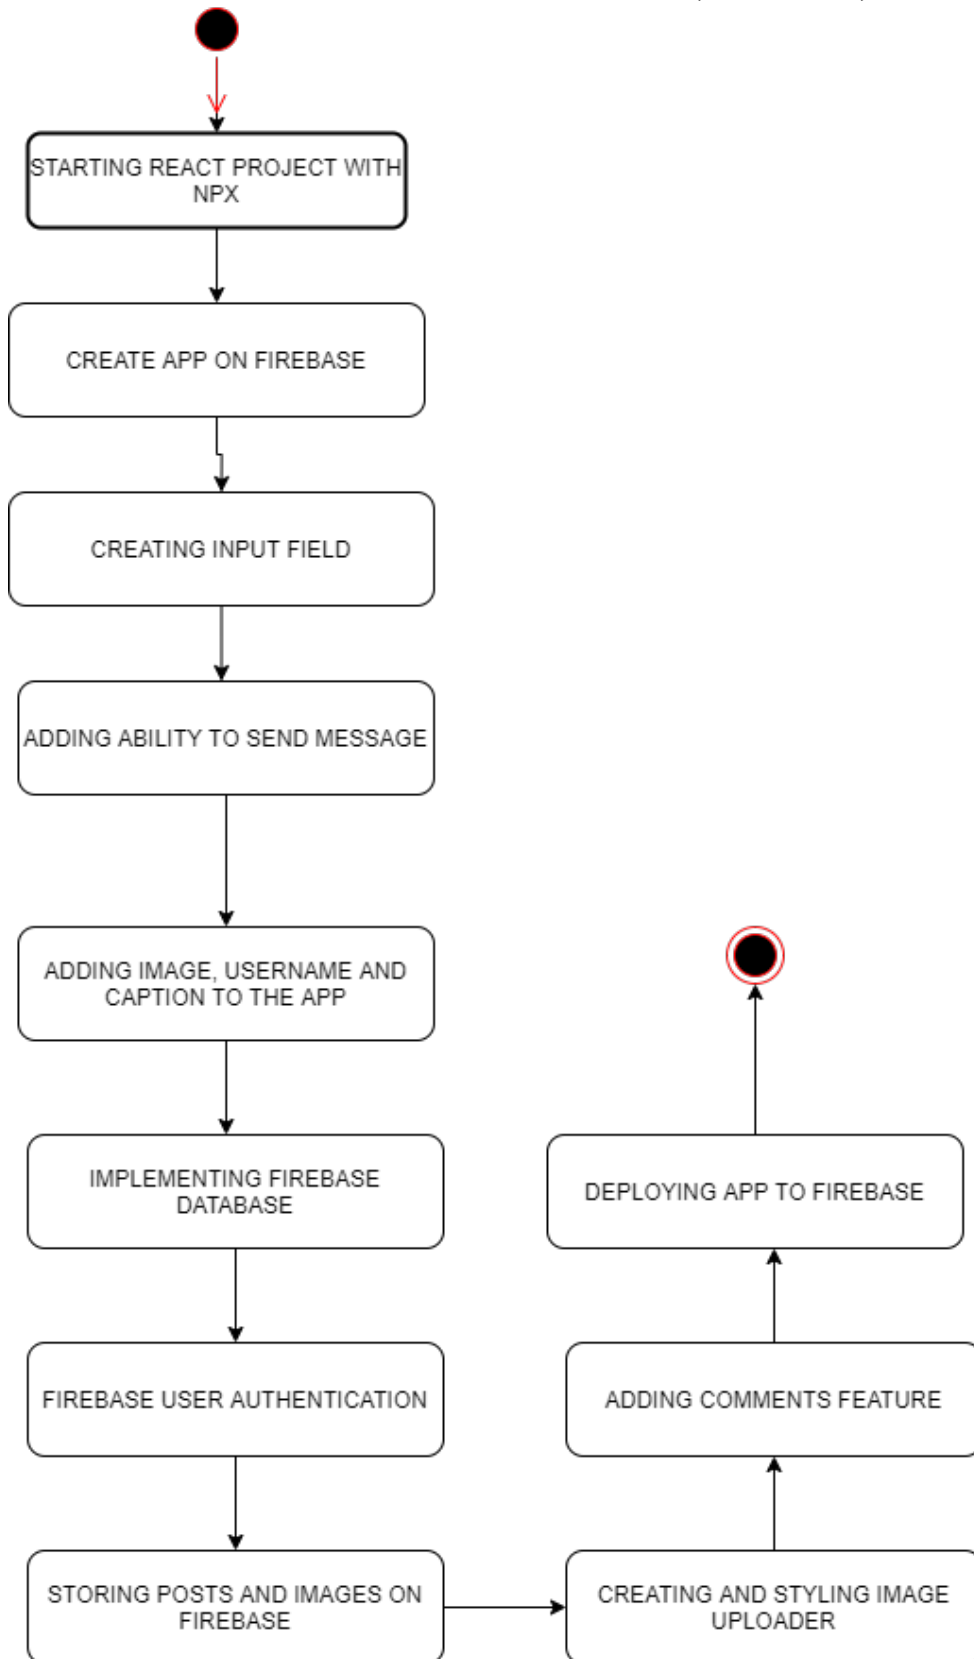 STARTING REACT PROJECT WITH
NPX
CREATE APP ON FIREBASE
CREATING INPUT FIELD
ADDING ABILITY TO SEND MESSAGE
ADDING IMAGE, USERNAME AND
CAPTION TO THE APP
IMPLEMENTING FIREBASE
DATABASE
FIREBASE USER AUTHENTICATION
STORING POSTS AND IMAGES ON
FIREBASE
CREATING AND STYLING IMAGE
UPLOADER
ADDING COMMENTS FEATURE
DEPLOYING APP TO FIREBASE